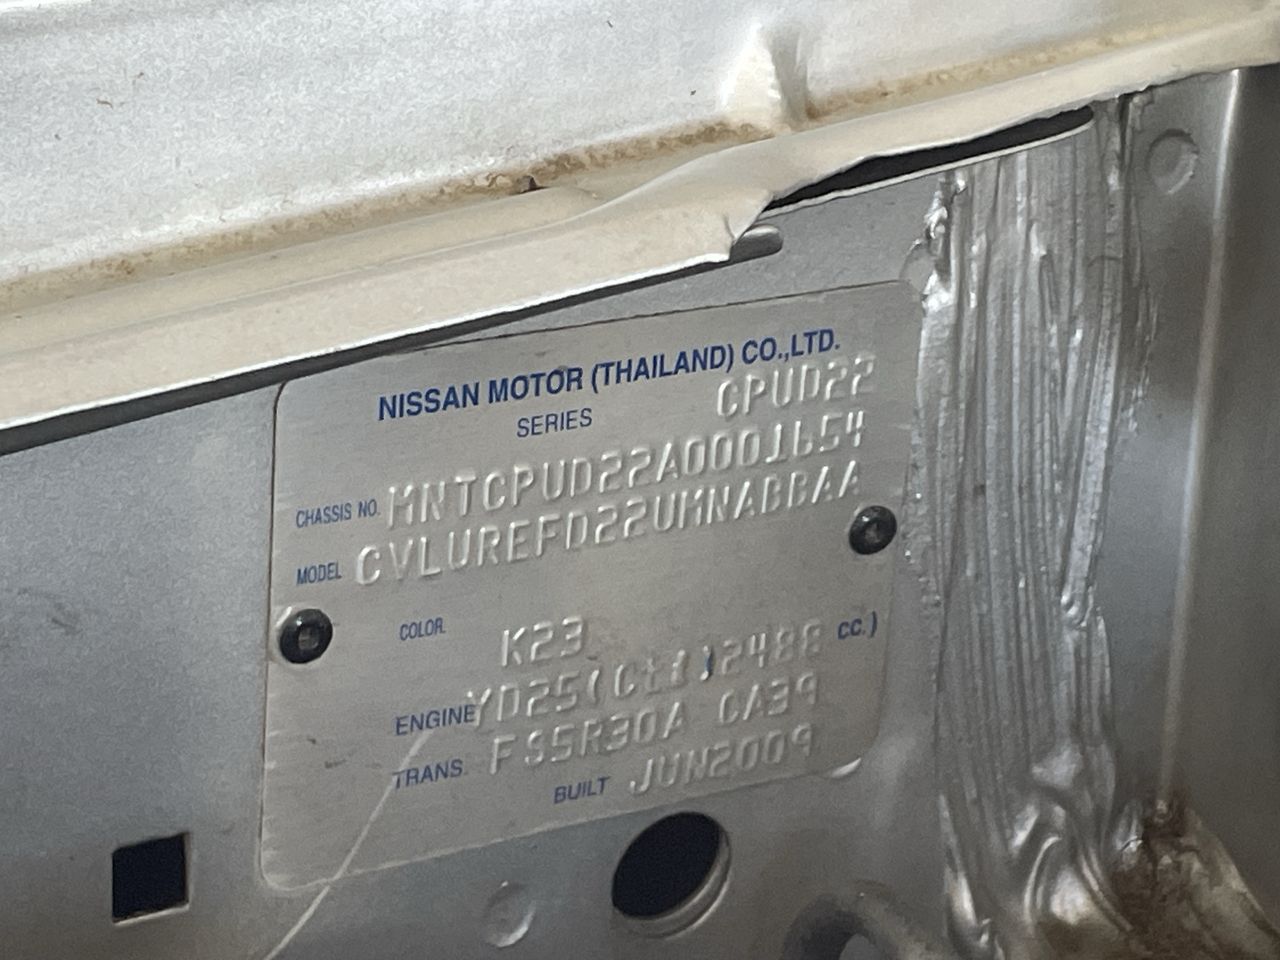 NISSAN MOTOR (THAILAND) CO.,LTD.
SERIES CPUD22
CHASSIS NO. MNTCPUD22A0001654
MODEL CVLUREFD22UMNABBAA
COLOR K23
ENGINE YD25(Cti)2488 CC.)
TRANS. FS5R30A CA39
BUILT JUN2009